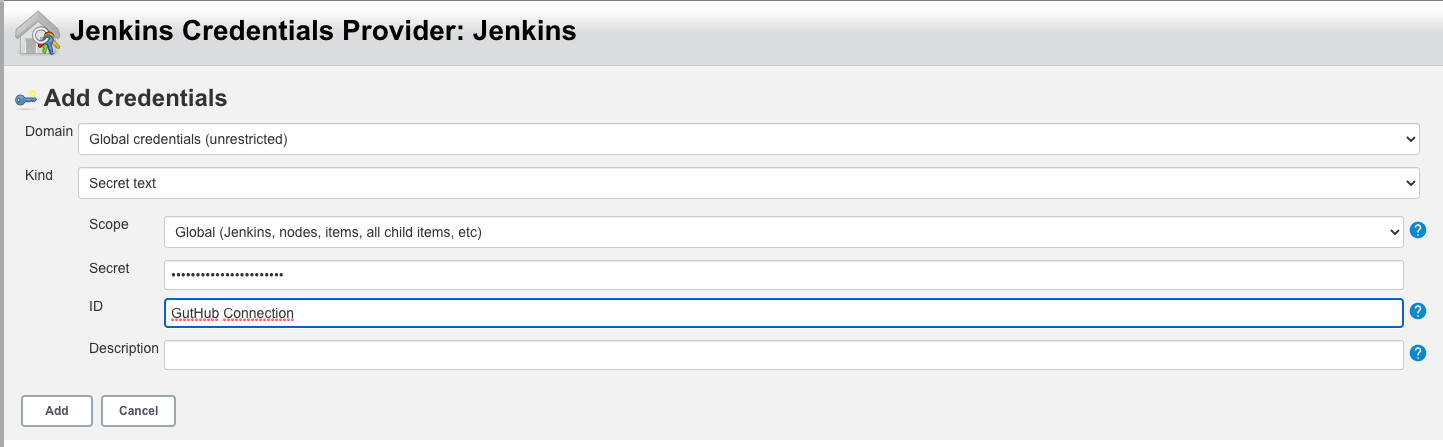 Jenkins Credentials Provider: Jenkins
Add Credentials
Domain Global credentials (unrestricted)
Kind Secret text
Scope Global (Jenkins, nodes, items, all child items, etc) ?
Secret •••••••••••••••••••••••
ID GutHub Connection ?
Description ?
Add Cancel